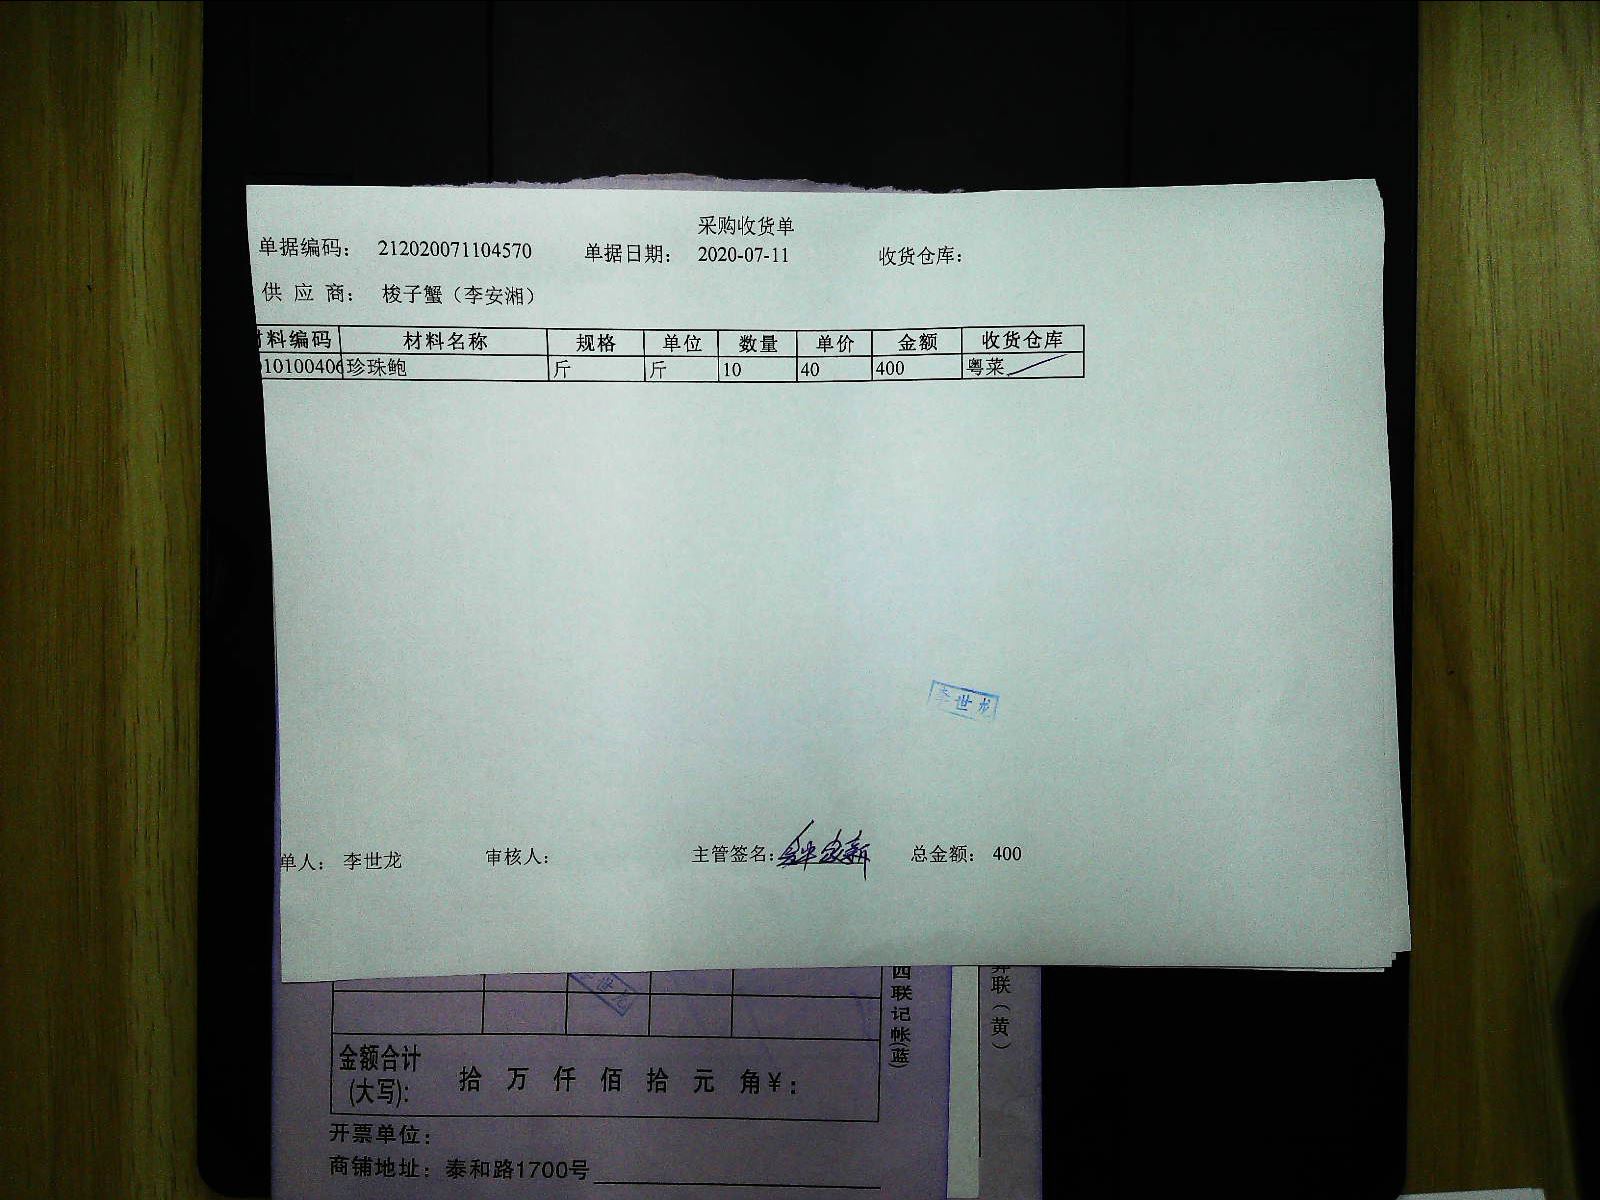 采购收货单
单据编码： 212020071104570 单据日期： 2020-07-11 收货仓库：
供 应 商： 梭子蟹（李安湘）
料编码 材料名称 规格 单位 数量 单价 金额 收货仓库
10100406 珍珠鲍 斤 斤 10 40 400 粤菜
李世龙
单人： 李世龙 审核人： 主管签名： 总金额： 400
联记帐(蓝)
联（黄）
金额合计
(大写): 拾 万 仟 佰 拾 元 角 ¥:
开票单位：
商铺地址：泰和路1700号